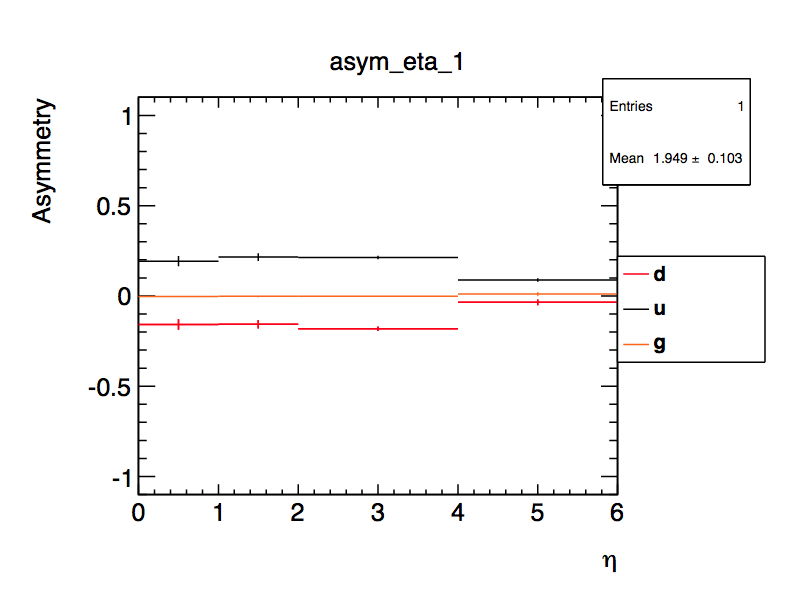 asym_eta_1
Entries 1
Mean 1.949 ± 0.103
Asymmetry
1
0.5
0
-0.5
-1
d
u
g
0 1 2 3 4 5 6
η